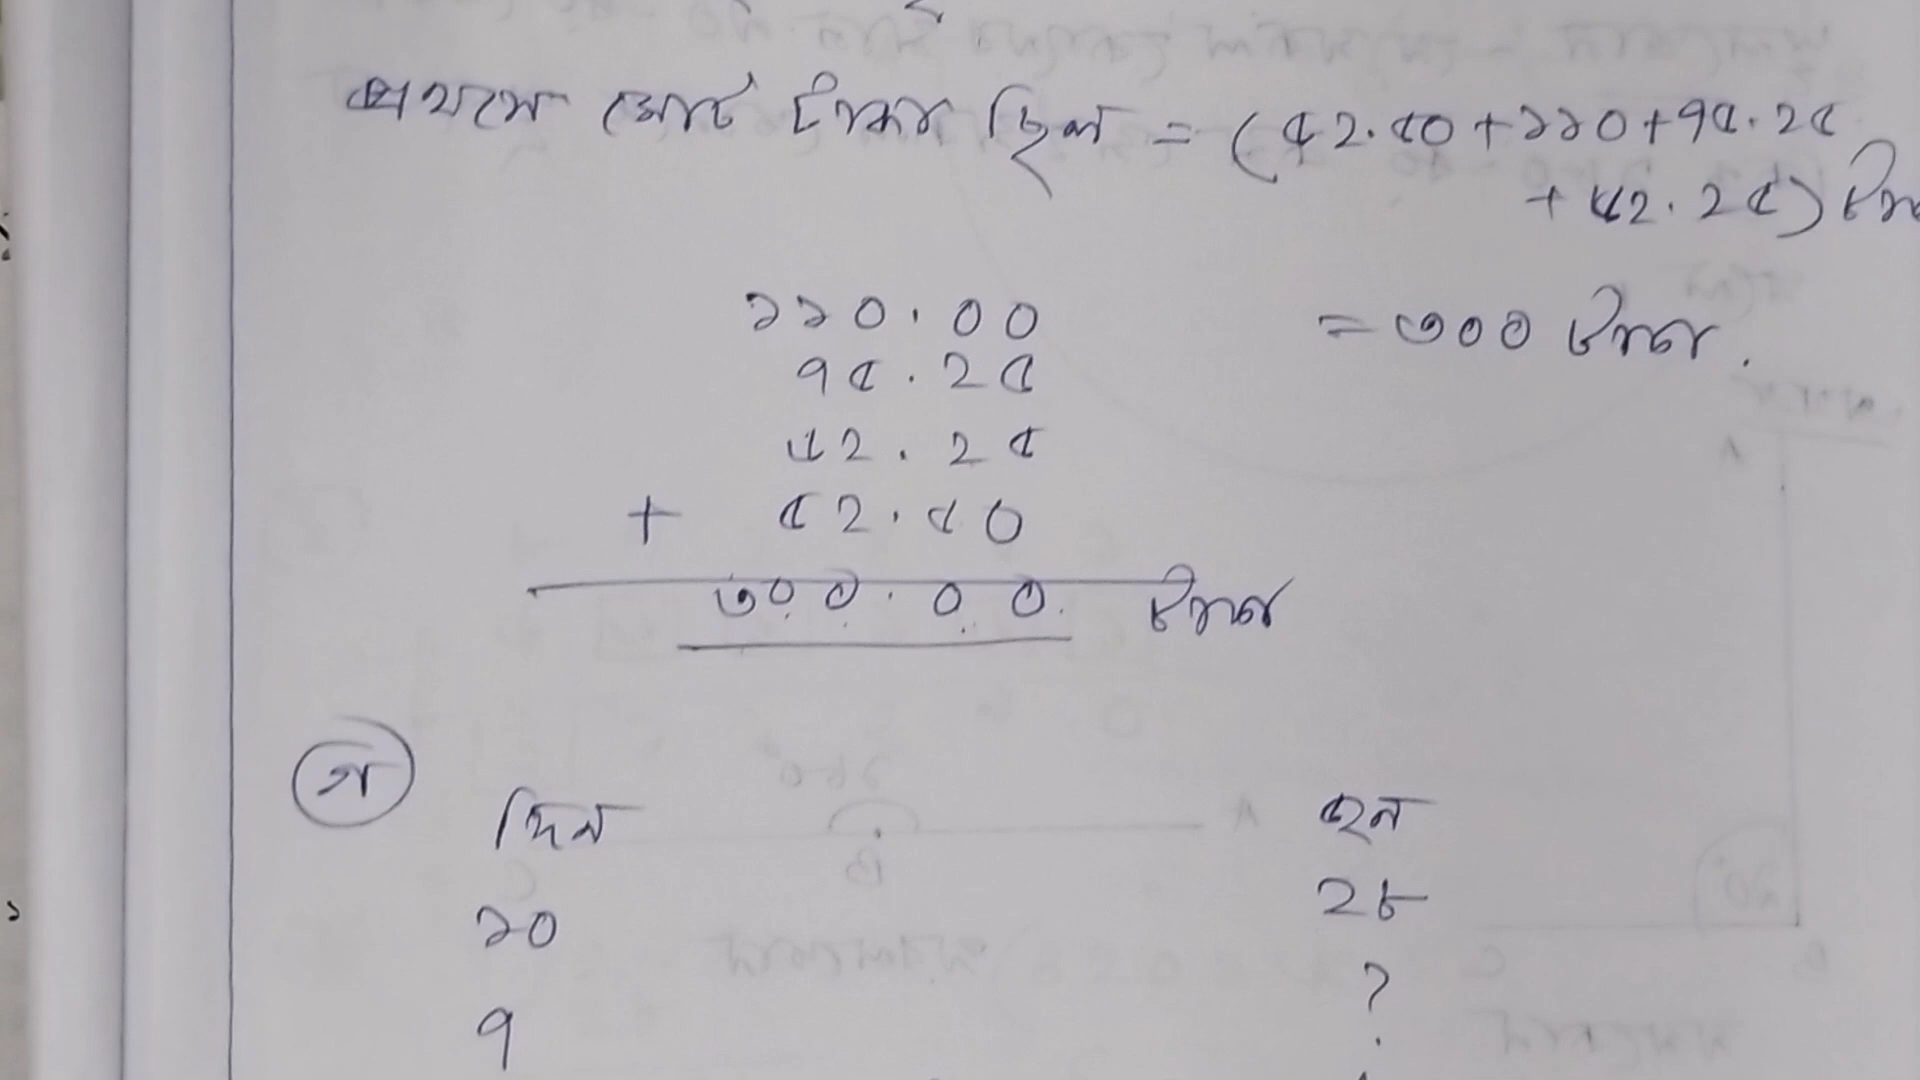 প্রথমে মোট টাকার ছিল = (৫২.৫০+১১০+৭৫.২৫
+ ৬২.২৫) টাকা
১১০.০০
= ৩০০ টাকা.
৭৫.২৫
৬২.২৫
+ ৫২.৫০
৩০০.০০ টাকা
গ
দিন
জন
১০
২৮
৭
?